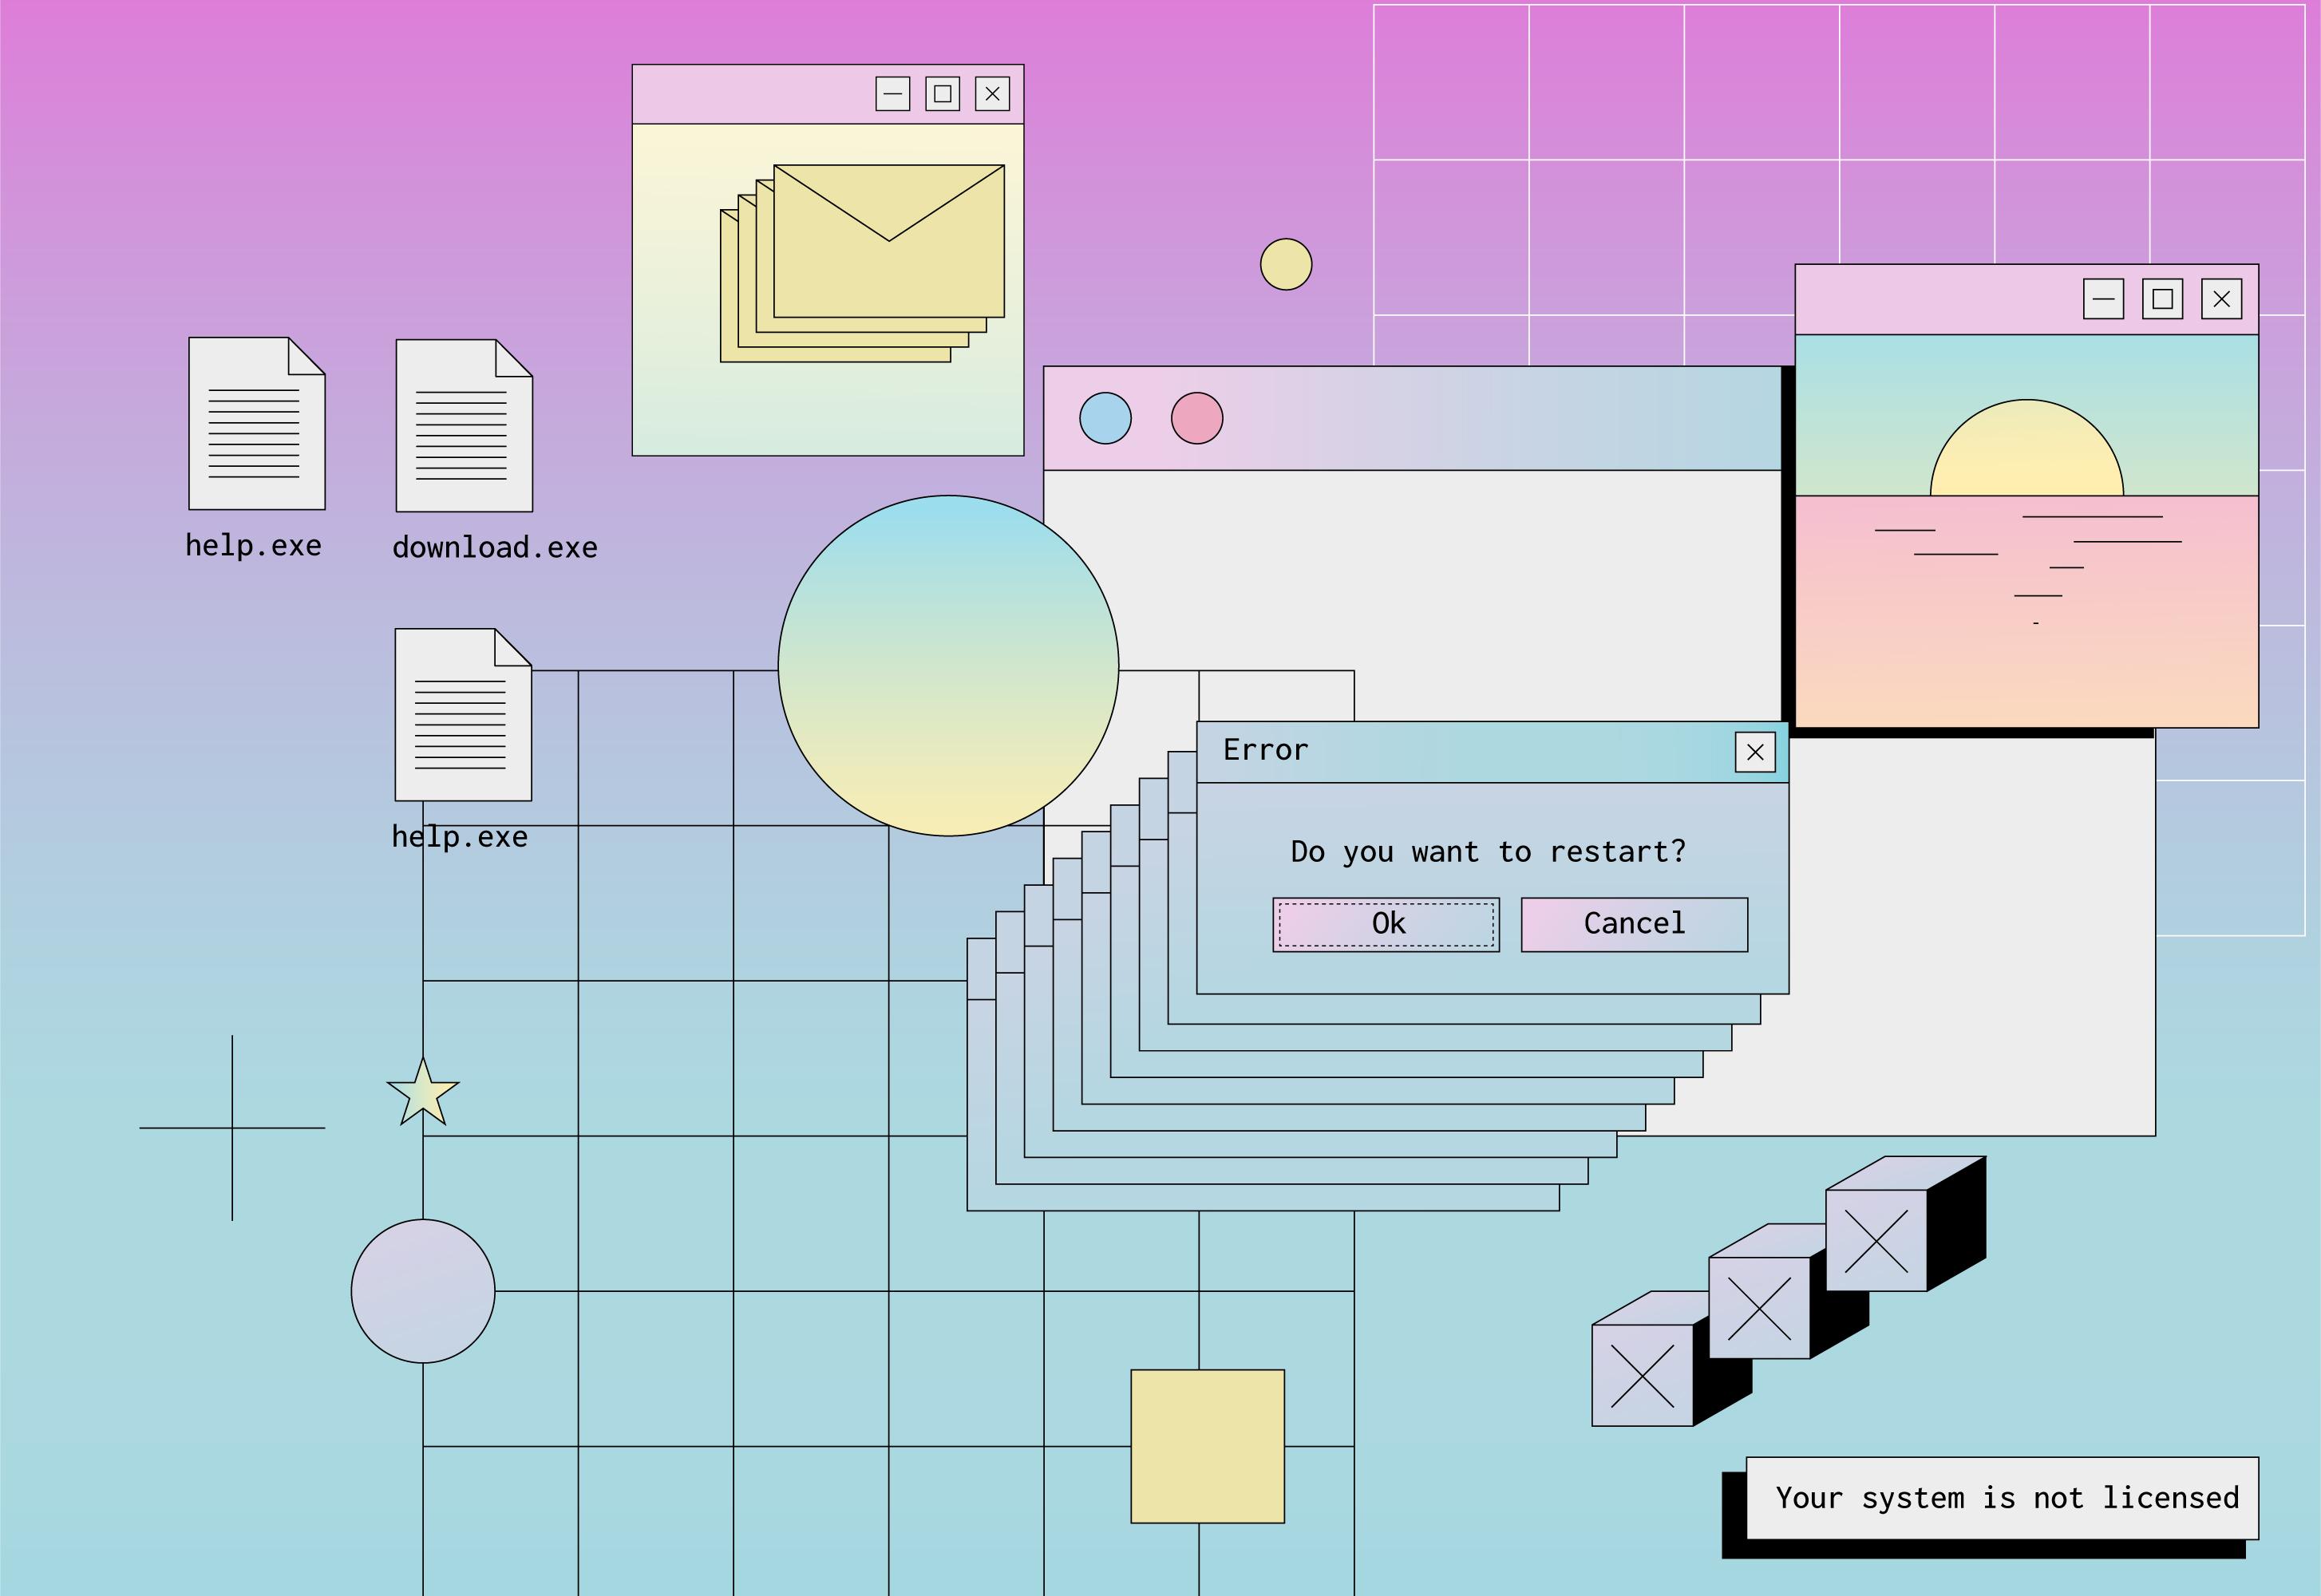 help.exe
download.exe
help.exe
Error
Do you want to restart?
Ok
Cancel
Your system is not licensed